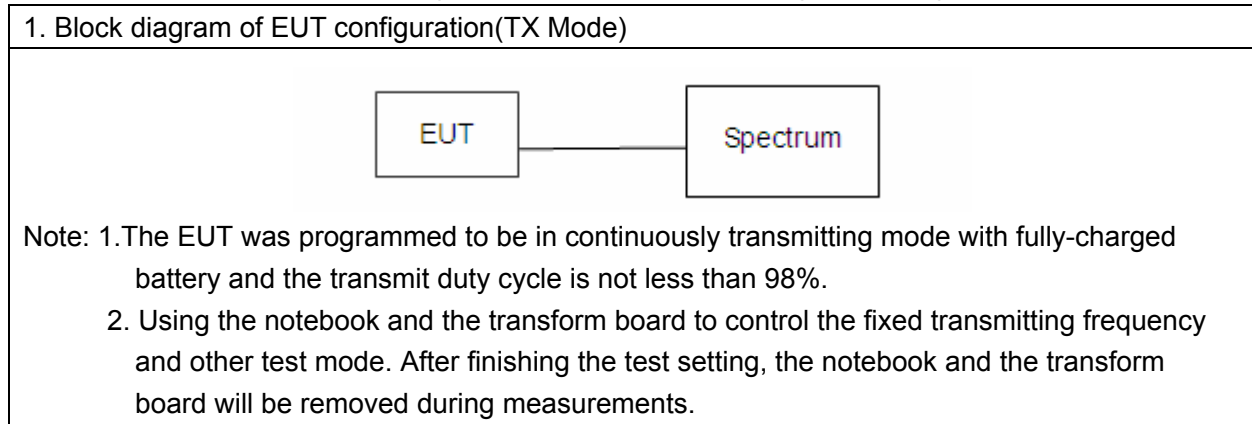 1. Block diagram of EUT configuration(TX Mode)
EUT
Spectrum
Note: 1.The EUT was programmed to be in continuously transmitting mode with fully-charged
battery and the transmit duty cycle is not less than 98%.
2. Using the notebook and the transform board to control the fixed transmitting frequency
and other test mode. After finishing the test setting, the notebook and the transform
board will be removed during measurements.